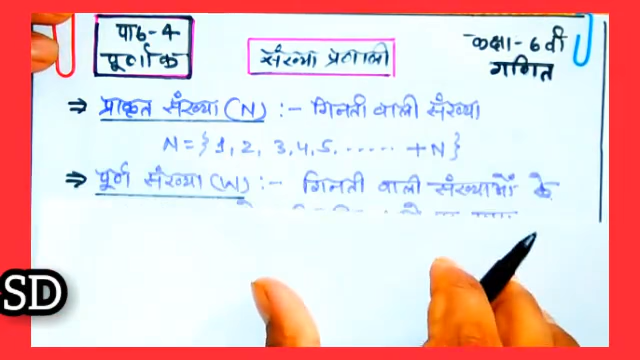 पाठ-4
पूर्णांक
संख्या प्रणाली
कक्षा-6वी
गणित
⇒ प्राकृत संख्या (N) :- गिनती वाली संख्या
N = {1, 2, 3, 4, 5, ...... +N}
⇒ पूर्ण संख्या (W) :- गिनती वाली संख्याओं के
SD